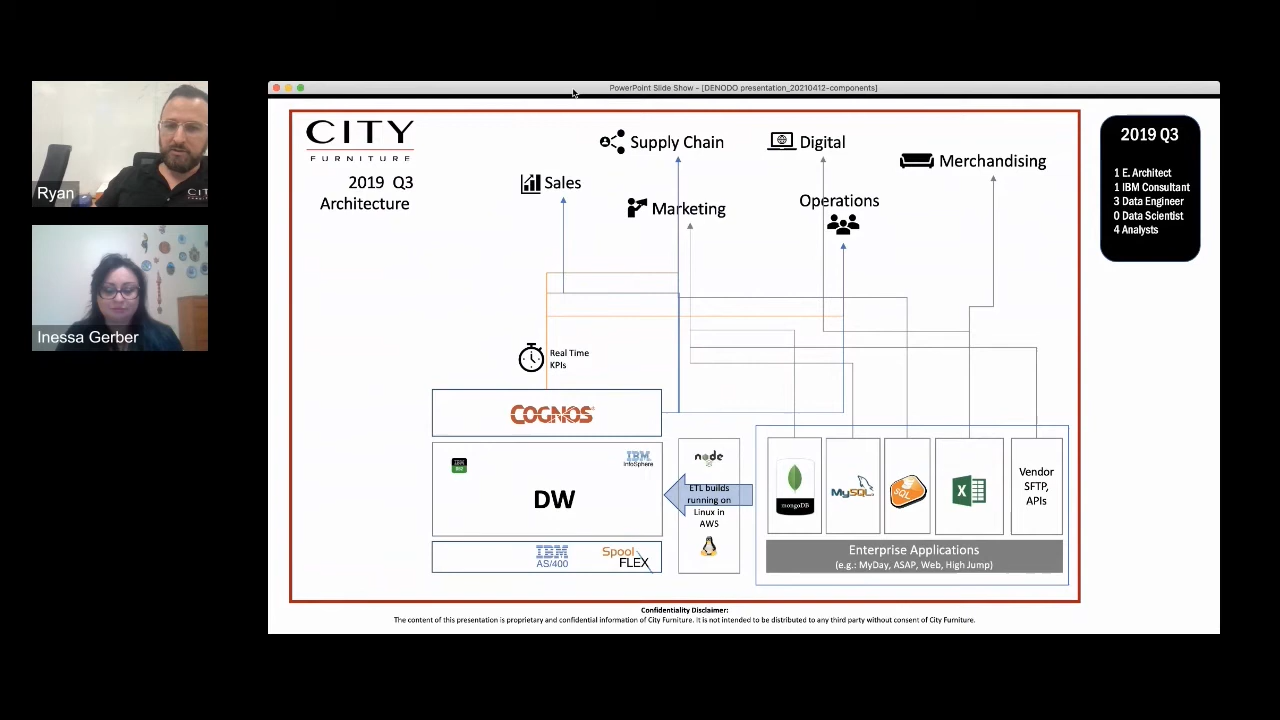 PowerPoint Slide Show - [DENODO presentation_20210412-components]
Ryan
Inessa Gerber
CITY
FURNITURE
2019 Q3
Architecture
Supply Chain
Digital
Merchandising
Sales
Marketing
Operations
2019 Q3
1 E. Architect
1 IBM Consultant
3 Data Engineer
0 Data Scientist
4 Analysts
Real Time
KPIs
COGNOS
IBM
InfoSphere
DW
node
ETL builds
running on
Linux in
AWS
IBM
AS/400
Spool
FLEX
mongoDB
MySQL
SQL
X
Vendor
SFTP,
APIs
Enterprise Applications
(e.g.: MyDay, ASAP, Web, High Jump)
Confidentiality Disclaimer:
The content of this presentation is proprietary and confidential information of City Furniture. It is not intended to be distributed to any third party without consent of City Furniture.